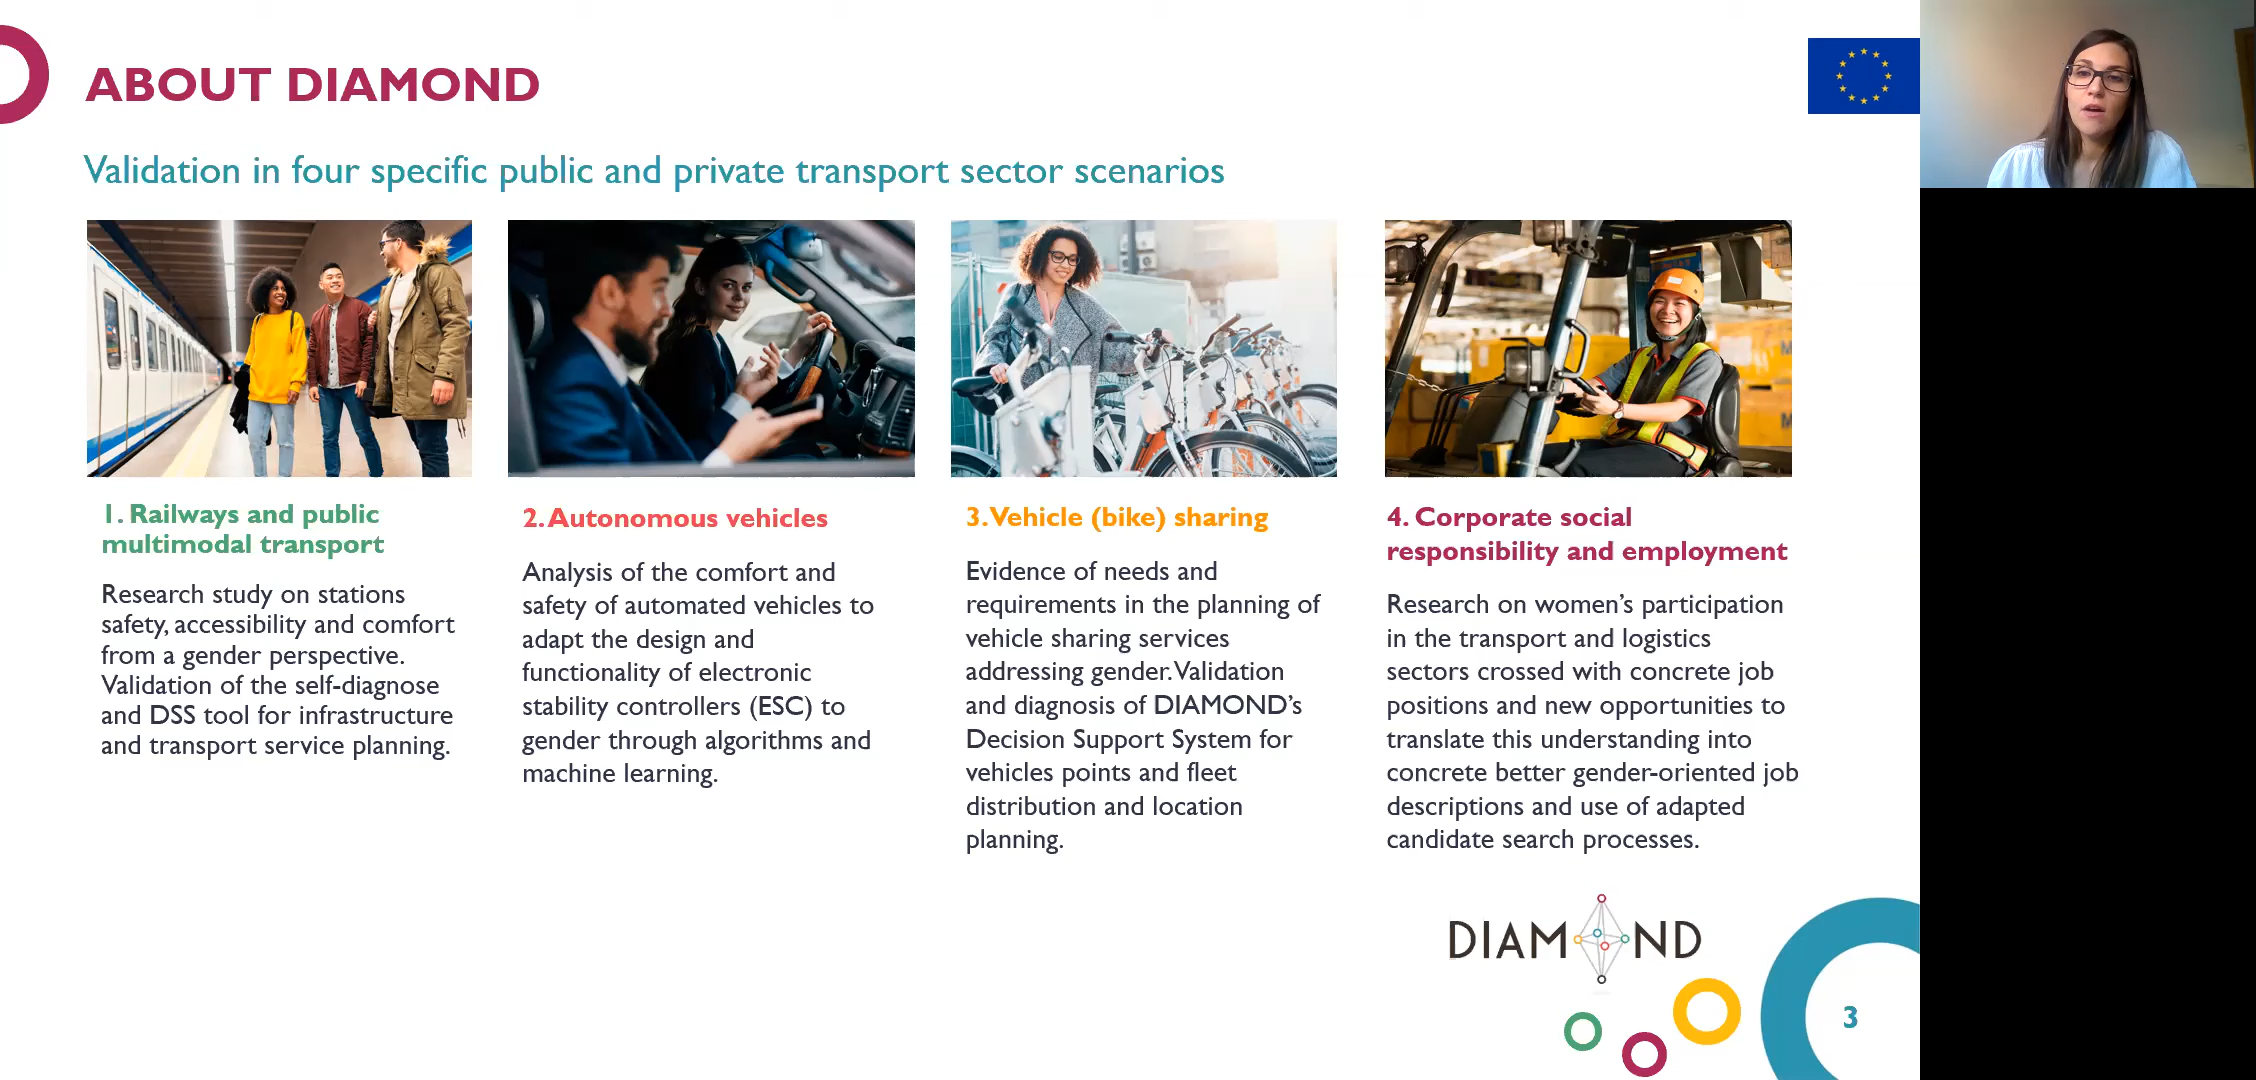 ABOUT DIAMOND
Validation in four specific public and private transport sector scenarios
1. Railways and public
multimodal transport
Research study on stations
safety, accessibility and comfort
from a gender perspective.
Validation of the self-diagnose
and DSS tool for infrastructure
and transport service planning.
2. Autonomous vehicles
Analysis of the comfort and
safety of automated vehicles to
adapt the design and
functionality of electronic
stability controllers (ESC) to
gender through algorithms and
machine learning.
3. Vehicle (bike) sharing
Evidence of needs and
requirements in the planning of
vehicle sharing services
addressing gender. Validation
and diagnosis of DIAMOND's
Decision Support System for
vehicles points and fleet
distribution and location
planning.
4. Corporate social
responsibility and employment
Research on women's participation
in the transport and logistics
sectors crossed with concrete job
positions and new opportunities to
translate this understanding into
concrete better gender-oriented job
descriptions and use of adapted
candidate search processes.
DIAMOND
3